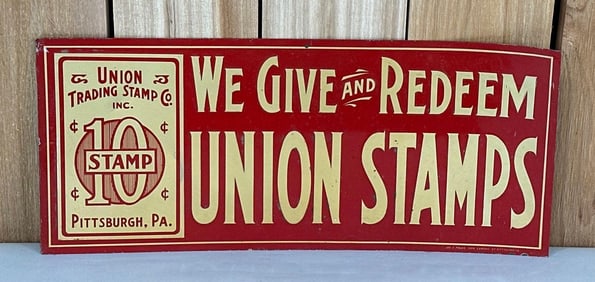 UNION
TRADING STAMP CO.
INC.
¢ 10 ¢
STAMP
¢ ¢
PITTSBURGH, PA.
WE GIVE AND REDEEM
UNION STAMPS